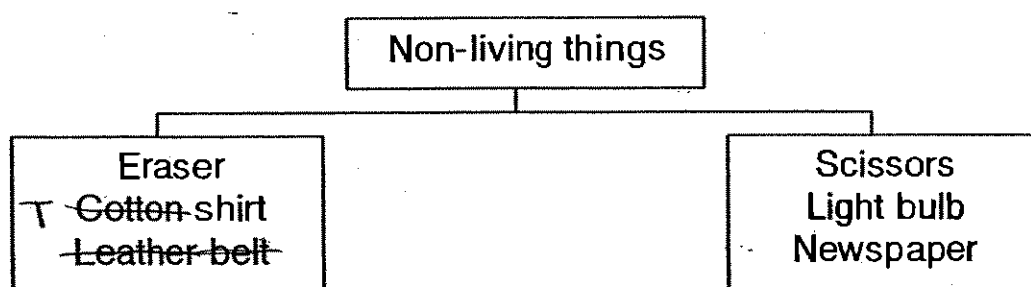 Non-living things
Eraser
T Cotton shirt
Leather belt
Scissors
Light bulb
Newspaper